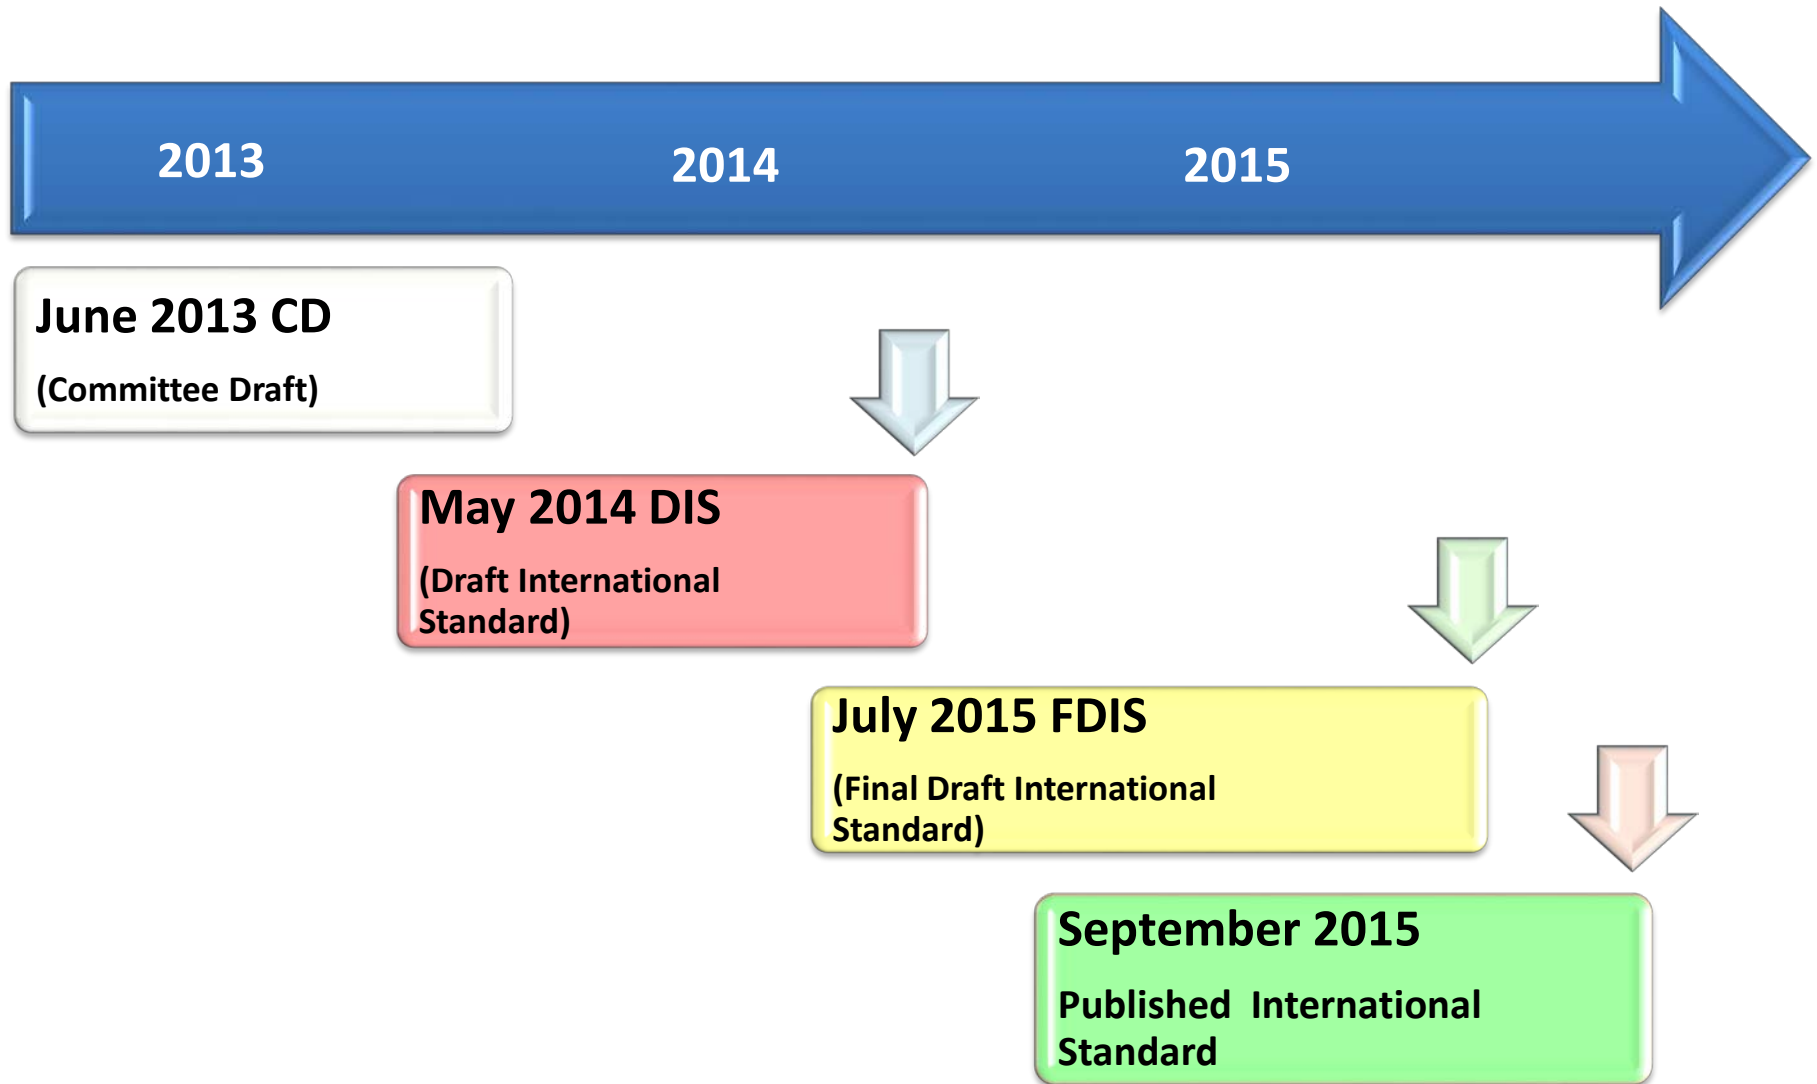 2013
2014
2015
June 2013 CD
(Committee Draft)
May 2014 DIS
(Draft International
Standard)
July 2015 FDIS
(Final Draft International
Standard)
September 2015
Published  International
Standard